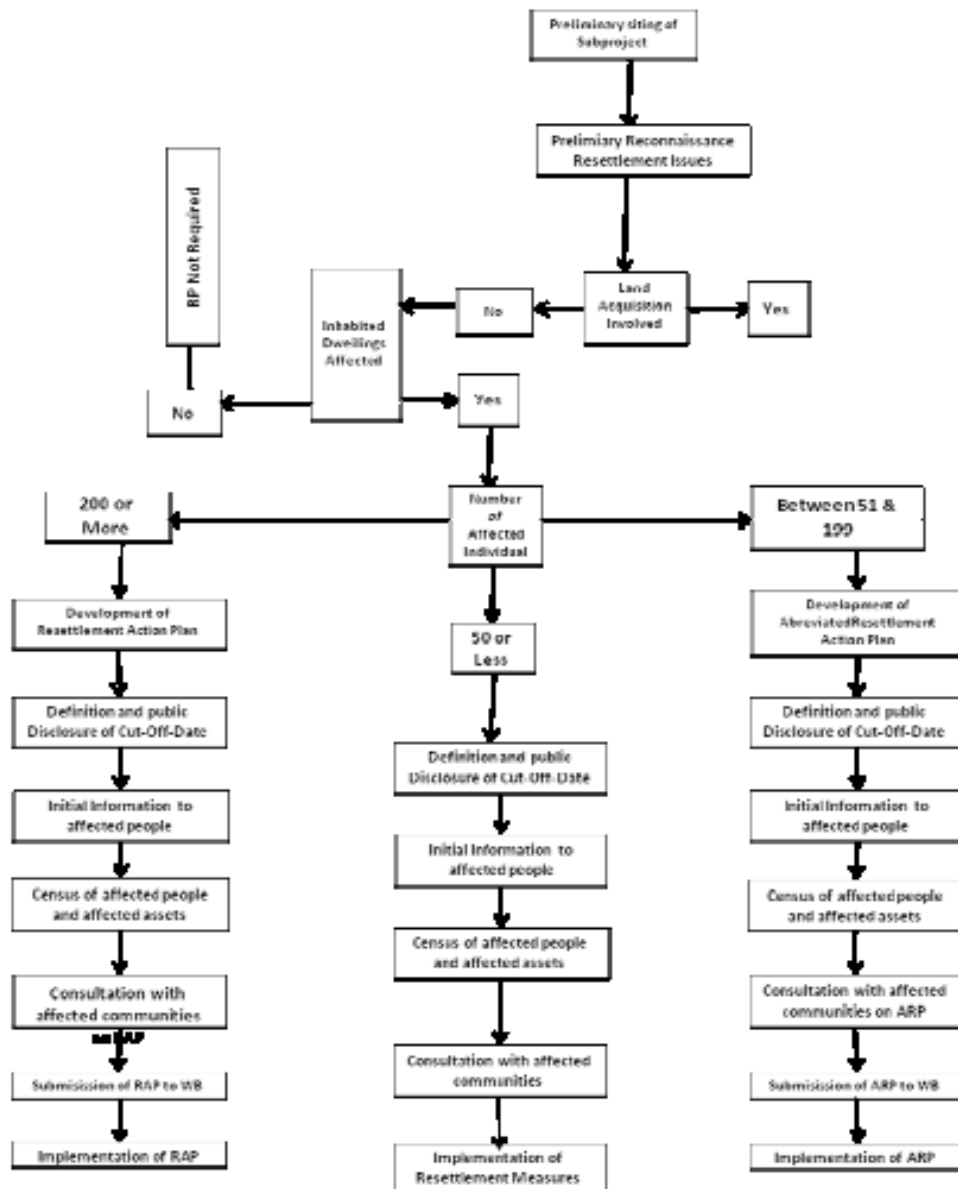 Preliminary siting of
Subproject
Prelimiary Reconnaissance
Resettlement Issues
RP Not Required
Land
Acquisition
Involved
Yes
No
Inhabited
Dwellings
Affected
Yes
No
200 or
More
Number
of
Affected
Individual
Between 51 &
199
Development of
Resettlement Action Plan
50 or
Less
Development of
Abreviated Resettlement
Action Plan
Definition and public
Disclosure of Cut-Off-Date
Definition and public
Disclosure of Cut-Off-Date
Definition and public
Disclosure of Cut-Off-Date
Initial Information to
affected people
Initial Information to
affected people
Initial Information to
affected people
Census of affected people
and affected assets
Census of affected people
and affected assets
Census of affected people
and affected assets
Consultation with
affected communities
on RAP
Consultation with affected
communities
Consultation with affected
communities on ARP
Submisission of RAP to WB
Submisission of ARP to WB
Implementation of RAP
Implementation of
Resettlement Measures
Implementation of ARP